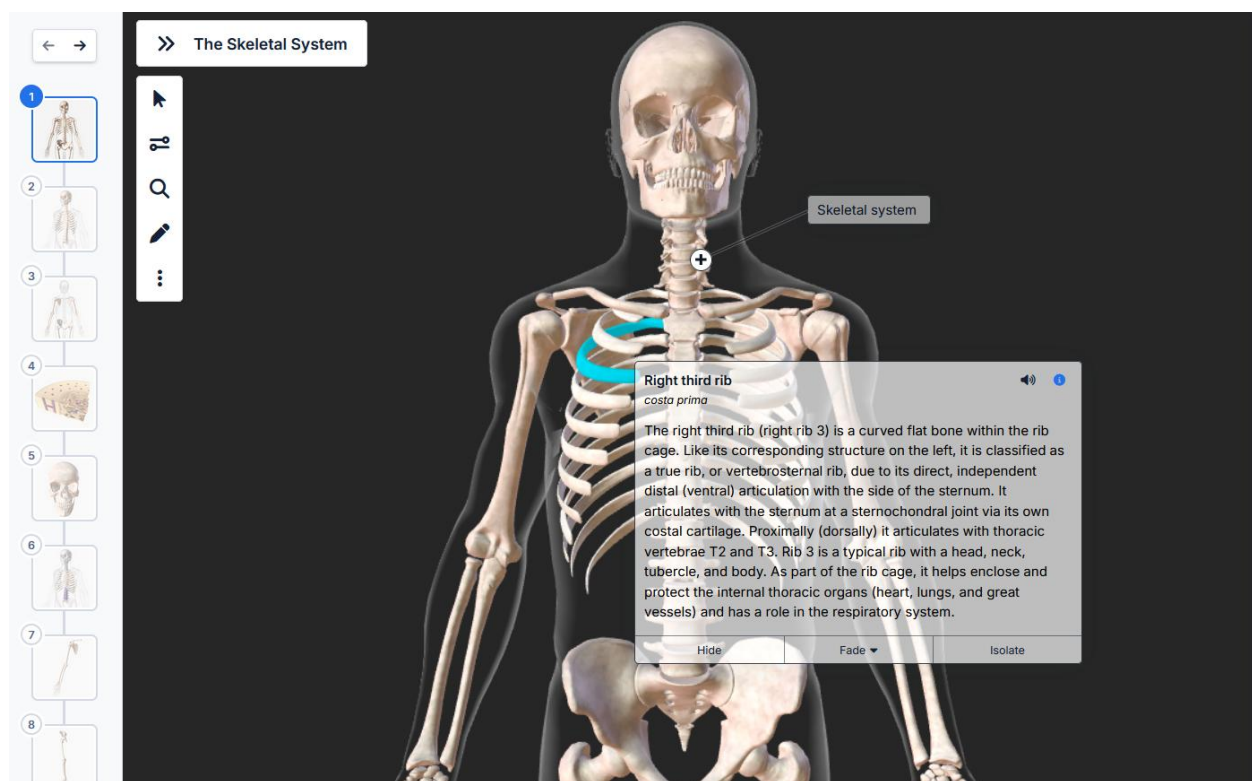 The Skeletal System
1
2
3
4
5
6
7
8
Skeletal system
Right third rib
costa prima
The right third rib (right rib 3) is a curved flat bone within the rib
cage. Like its corresponding structure on the left, it is classified as
a true rib, or vertebrosternal rib, due to its direct, independent
distal (ventral) articulation with the side of the sternum. It
articulates with the sternum at a sternochondral joint via its own
costal cartilage. Proximally (dorsally) it articulates with thoracic
vertebrae T2 and T3. Rib 3 is a typical rib with a head, neck,
tubercle, and body. As part of the rib cage, it helps enclose and
protect the internal thoracic organs (heart, lungs, and great
vessels) and has a role in the respiratory system.
Hide
Fade
Isolate